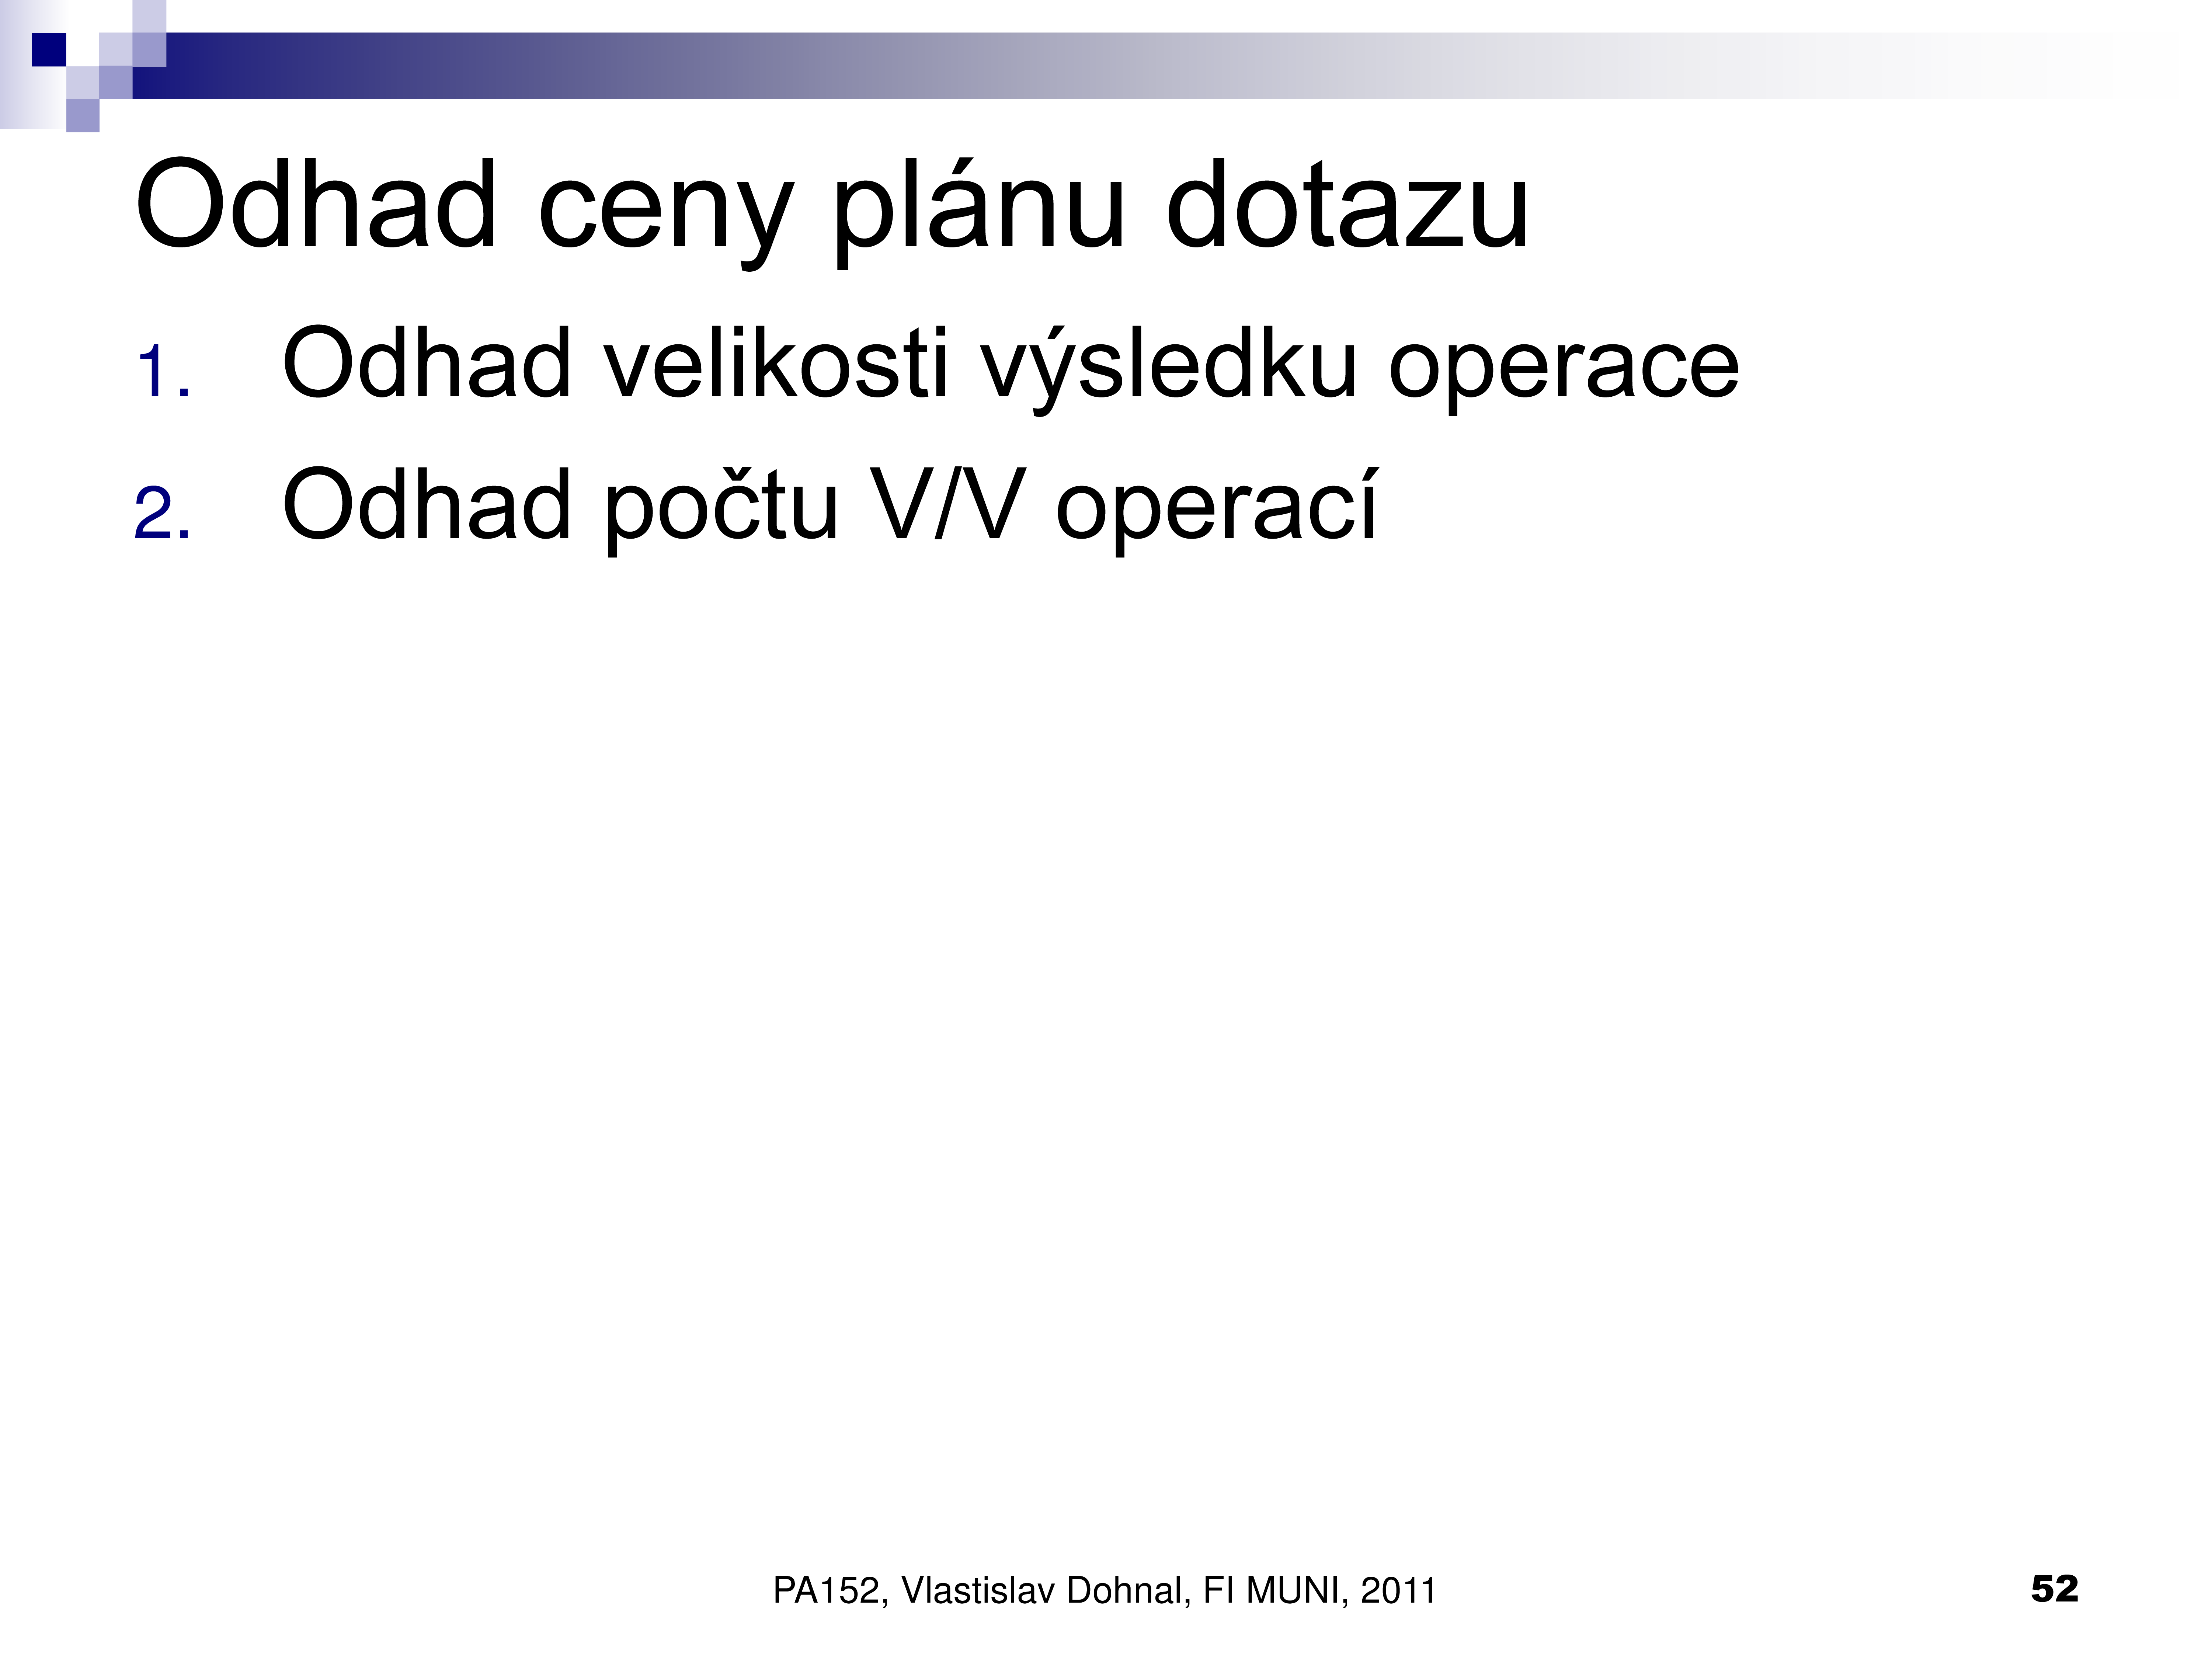 Odhad ceny plánu dotazu
1. Odhad velikosti výsledku operace
2. Odhad počtu V/V operací
PA152, Vlastislav Dohnal, FI MUNI, 2011
52